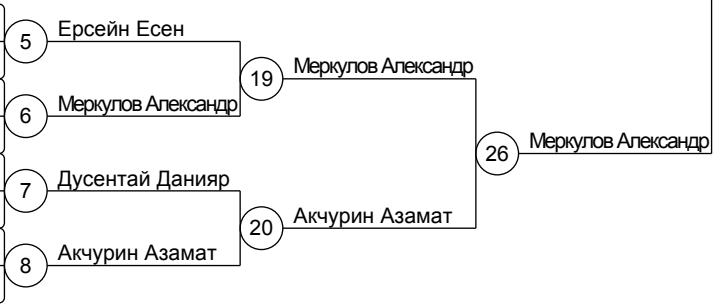 5 Ерсейн Есен
19 Меркулов Александр
6 Меркулов Александр
26 Меркулов Александр
7 Дусентай Данияр
20 Акчурин Азамат
8 Акчурин Азамат